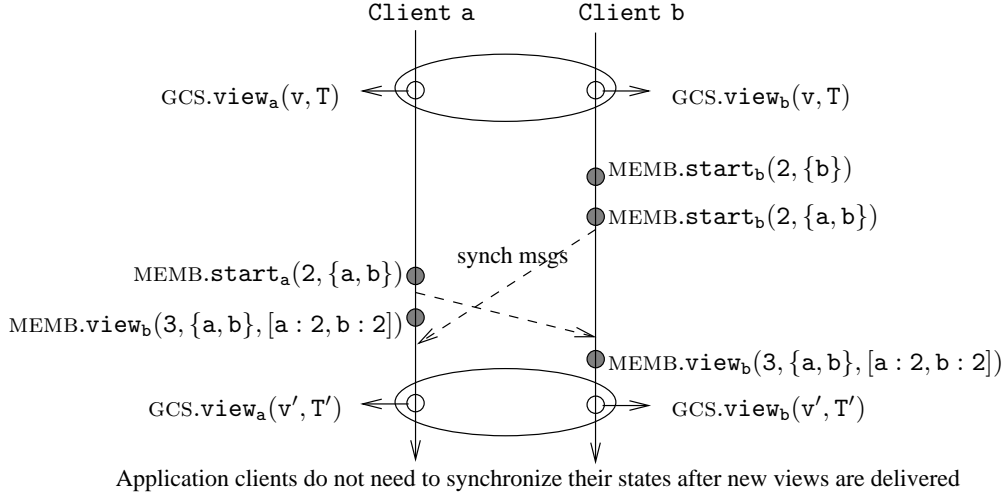 Client a Client b
GCS.view_a(v, T) GCS.view_b(v, T)
MEMB.start_b(2, {b})
MEMB.start_b(2, {a, b})
synch msgs
MEMB.start_a(2, {a, b})
MEMB.view_b(3, {a, b}, [a : 2, b : 2])
MEMB.view_b(3, {a, b}, [a : 2, b : 2])
GCS.view_a(v′, T′) GCS.view_b(v′, T′)
Application clients do not need to synchronize their states after new views are delivered